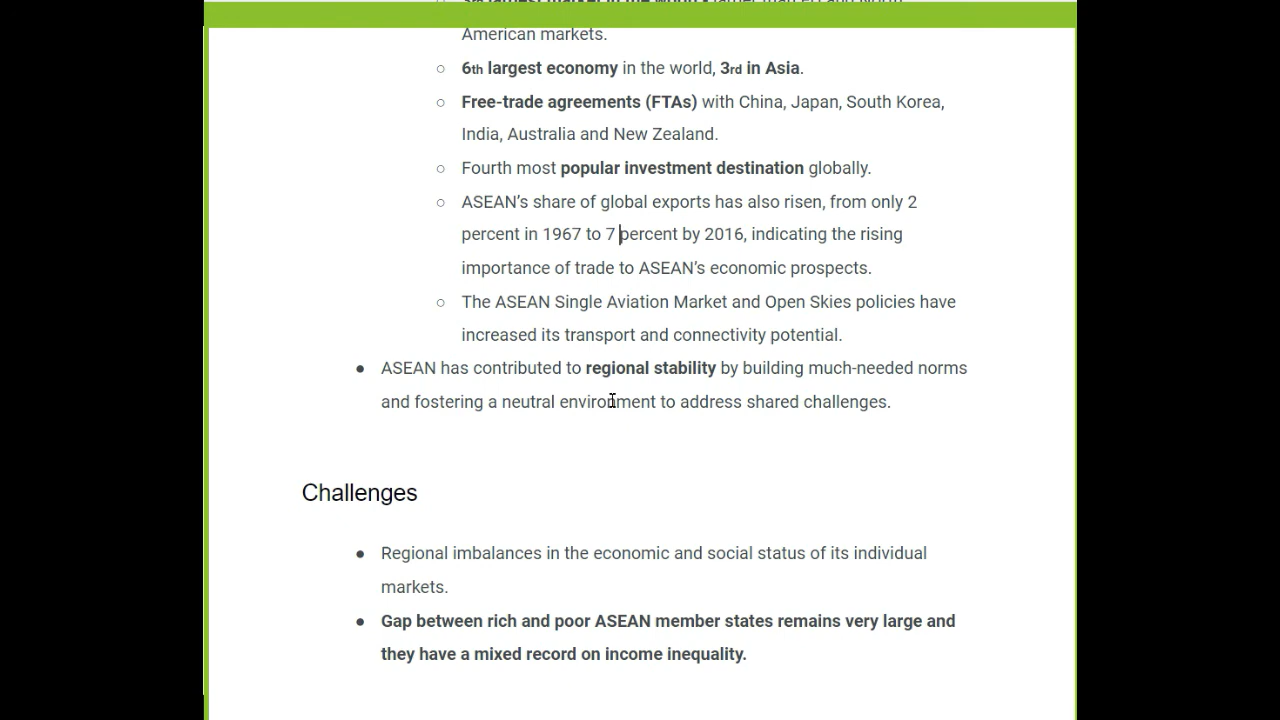 American markets.
○ 6th largest economy in the world, 3rd in Asia.
○ Free-trade agreements (FTAs) with China, Japan, South Korea,
India, Australia and New Zealand.
○ Fourth most popular investment destination globally.
○ ASEAN’s share of global exports has also risen, from only 2
percent in 1967 to 7 percent by 2016, indicating the rising
importance of trade to ASEAN’s economic prospects.
○ The ASEAN Single Aviation Market and Open Skies policies have
increased its transport and connectivity potential.
● ASEAN has contributed to regional stability by building much-needed norms
and fostering a neutral environment to address shared challenges.
Challenges
● Regional imbalances in the economic and social status of its individual
markets.
● Gap between rich and poor ASEAN member states remains very large and
they have a mixed record on income inequality.